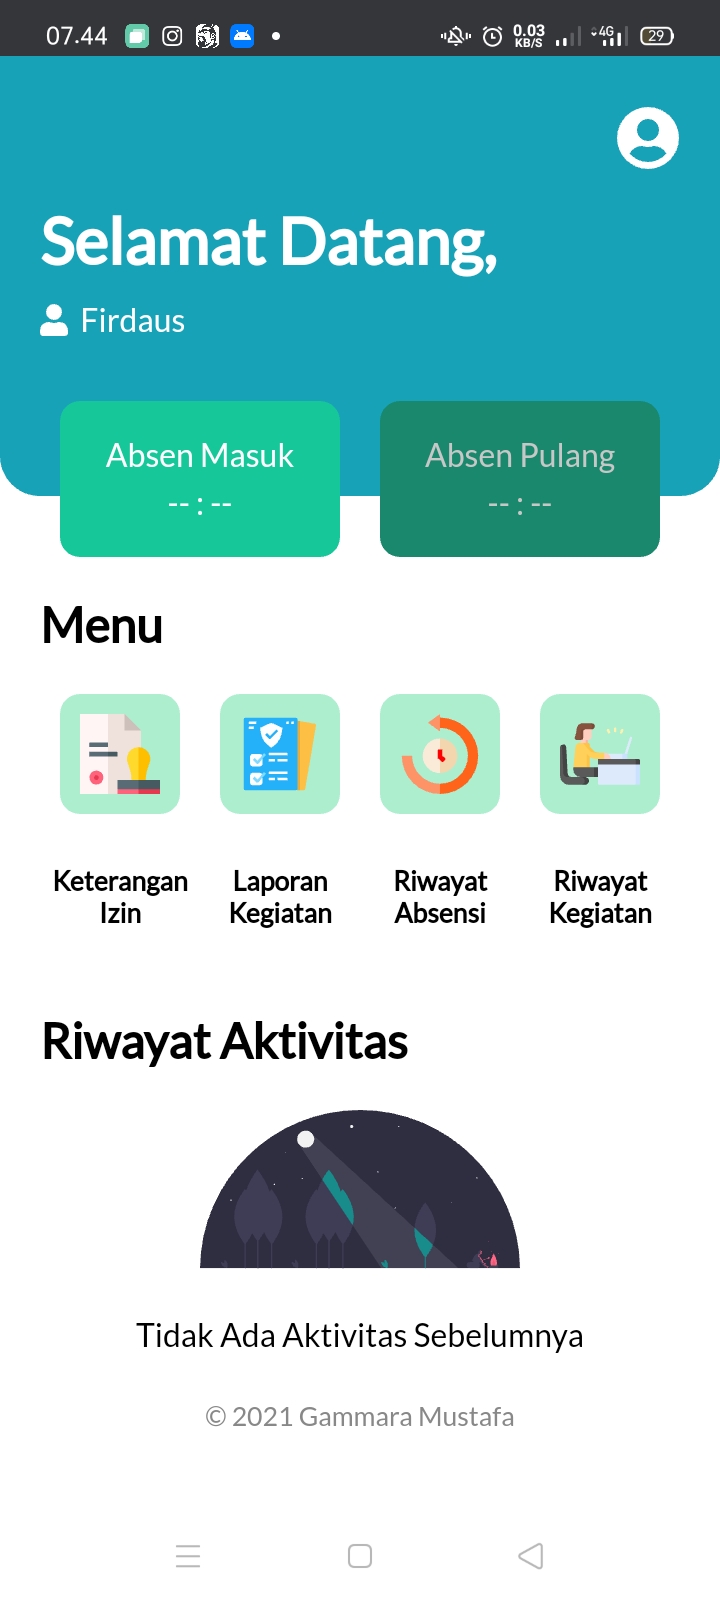 07.44
0.03
KB/S
4G
29
Selamat Datang,
Firdaus
Absen Masuk
-- : --
Absen Pulang
-- : --
Menu
Keterangan
Izin
Laporan
Kegiatan
Riwayat
Absensi
Riwayat
Kegiatan
Riwayat Aktivitas
Tidak Ada Aktivitas Sebelumnya
© 2021 Gammara Mustafa